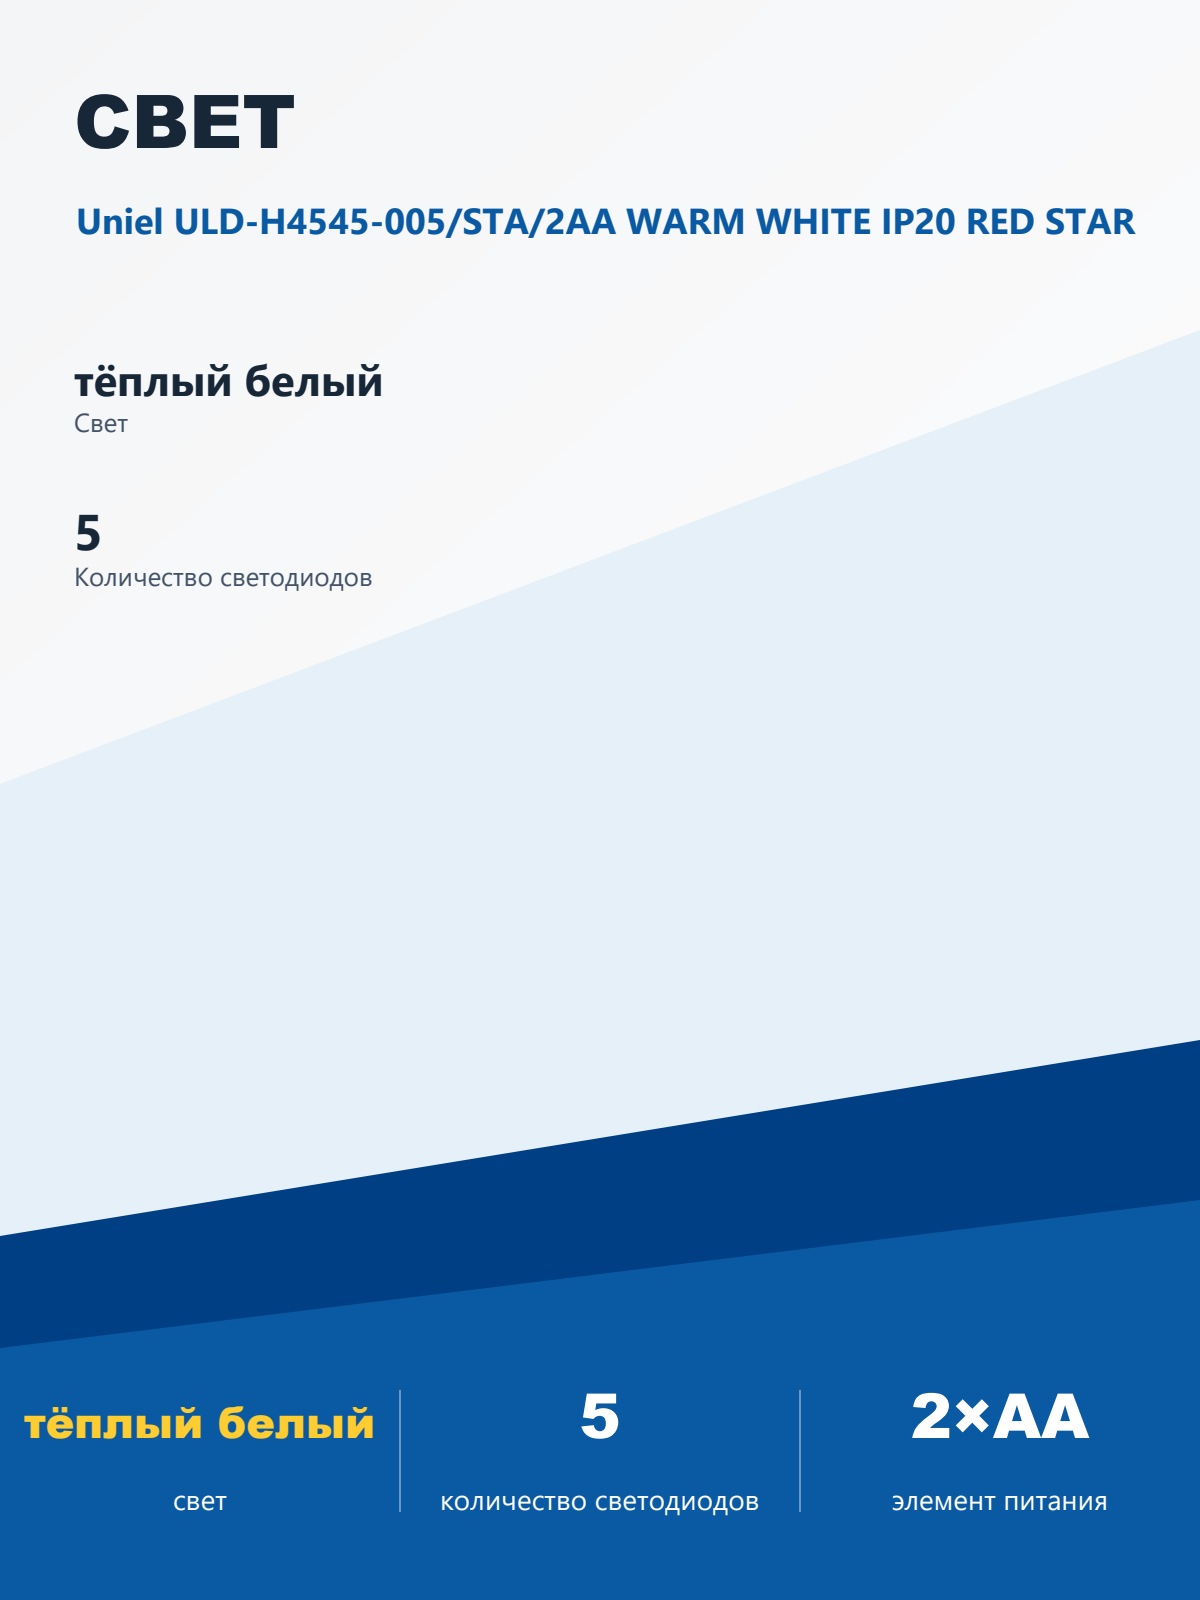 СВЕТ
Uniel ULD-H4545-005/STA/2AA WARM WHITE IP20 RED STAR
тёплый белый
Свет
5
Количество светодиодов
тёплый белый
свет
5
количество светодиодов
2×AA
элемент питания